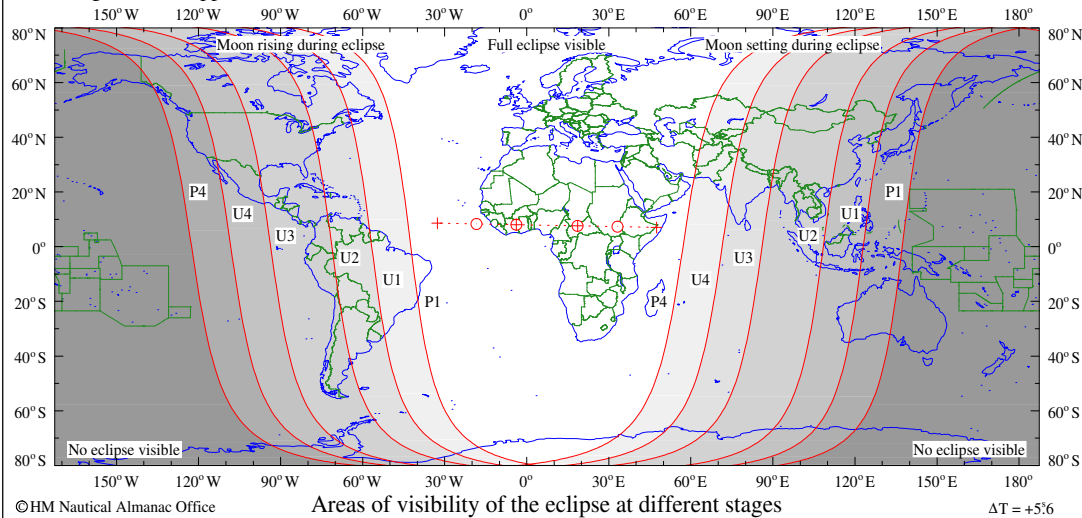 150°W 120°W 90°W 60°W 30°W 0° 30°E 60°E 90°E 120°E 150°E 180°
80°N Moon rising during eclipse Full eclipse visible Moon setting during eclipse. 80°N
60°N 60°N
40°N 40°N
20°N P4 P1 20°N
U4 U1
U3 U2
0° U2 U3 0°
U1 U4
20°S P1 P4 20°S
40°S 40°S
60°S 60°S
No eclipse visible No eclipse visible
80°S 80°S
150°W 120°W 90°W 60°W 30°W 0° 30°E 60°E 90°E 120°E 150°E 180°
©HM Nautical Almanac Office Areas of visibility of the eclipse at different stages ΔT = +5ˢ.6